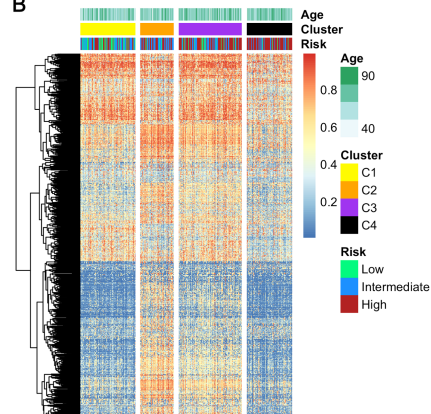 B
Age
Cluster
Risk
0.8
0.6
0.4
0.2
Age
90
40
Cluster
C1
C2
C3
C4
Risk
Low
Intermediate
High